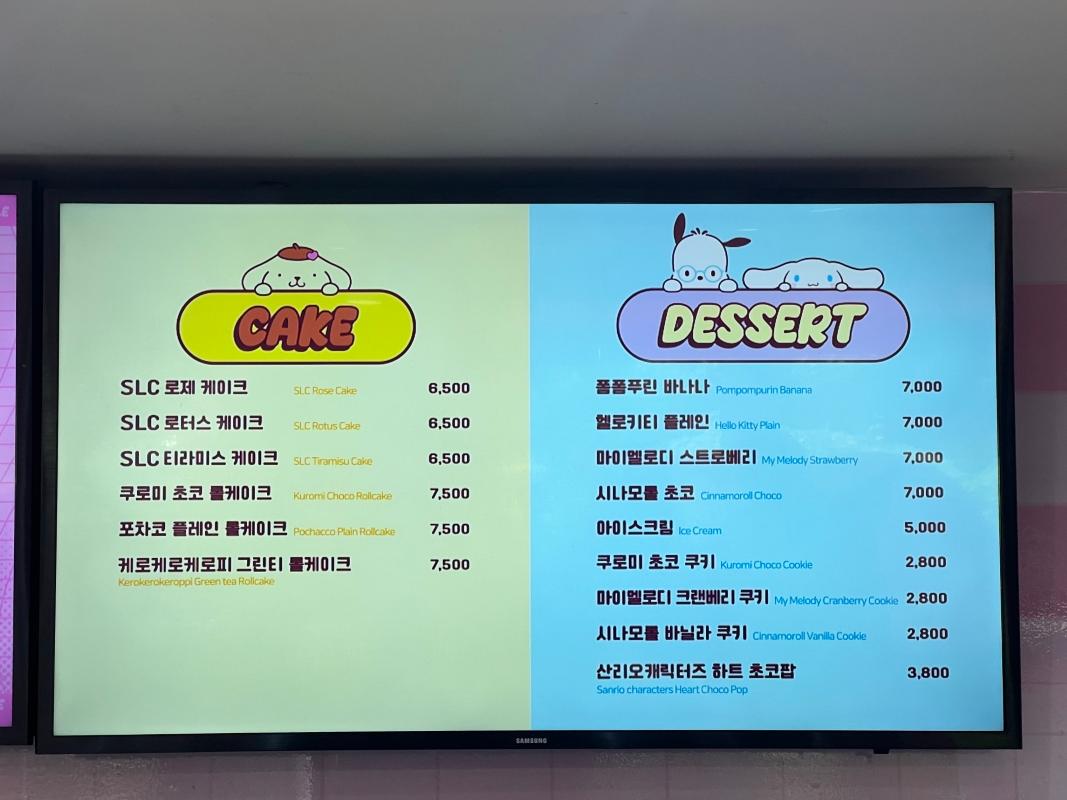 CAKE
SLC 로제 케이크 SLC Rose Cake 6,500
SLC 로터스 케이크 SLC Rotus Cake 6,500
SLC 티라미스 케이크 SLC Tiramisu Cake 6,500
쿠로미 초코 롤케이크 Kuromi Choco Rollcake 7,500
포차코 플레인 롤케이크 Pochacco Plain Rollcake 7,500
케로케로케로피 그린티 롤케이크 7,500
Kerokerokeroppi Green tea Rollcake
DESSERT
폼폼푸린 바나나 Pompompurin Banana 7,000
헬로키티 플레인 Hello Kitty Plain 7,000
마이멜로디 스트로베리 My Melody Strawberry 7,000
시나모롤 초코 Cinnamoroll Choco 7,000
아이스크림 Ice Cream 5,000
쿠로미 초코 쿠키 Kuromi Choco Cookie 2,800
마이멜로디 크랜베리 쿠키 My Melody Cranberry Cookie 2,800
시나모롤 바닐라 쿠키 Cinnamoroll Vanilla Cookie 2,800
산리오캐릭터즈 하트 초코팝 3,800
Sanrio characters Heart Choco Pop
SAMSUNG